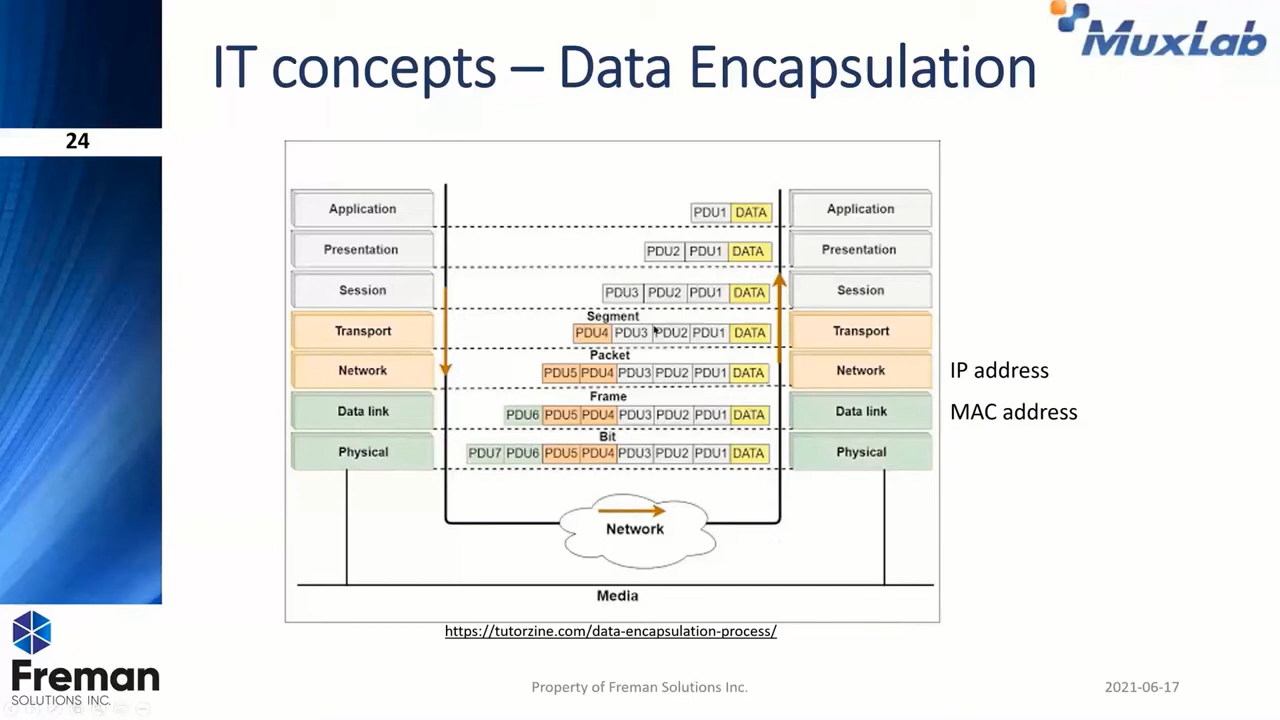 MuxLab
IT concepts – Data Encapsulation
24
Application PDU1 DATA Application
Presentation PDU2 PDU1 DATA Presentation
Session PDU3 PDU2 PDU1 DATA Session
Segment
Transport PDU4 PDU3 PDU2 PDU1 DATA Transport
Packet
Network PDU5 PDU4 PDU3 PDU2 PDU1 DATA Network IP address
Frame
Data link PDU6 PDU5 PDU4 PDU3 PDU2 PDU1 DATA Data link MAC address
Bit
Physical PDU7 PDU6 PDU5 PDU4 PDU3 PDU2 PDU1 DATA Physical
Network
Media
https://tutorzine.com/data-encapsulation-process/
Freman
SOLUTIONS INC.
Property of Freman Solutions Inc.
2021-06-17